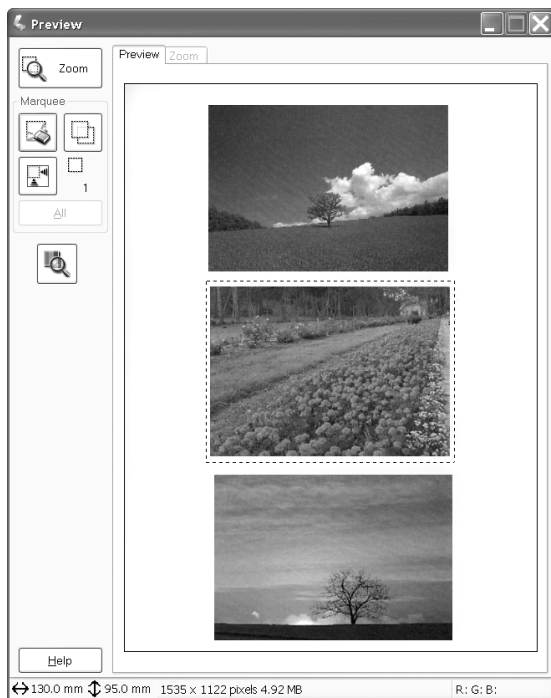 Preview
Zoom
Preview
Zoom
Marquee
1
All
Help
130.0 mm 95.0 mm 1535 x 1122 pixels 4.92 MB
R: G: B: